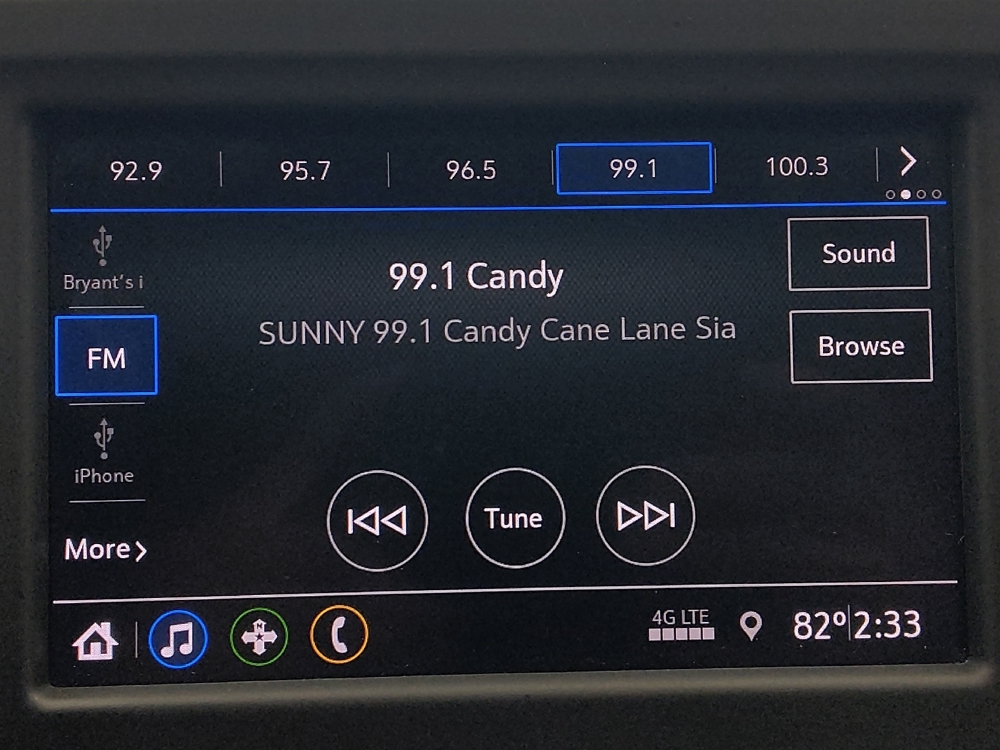 92.9 95.7 96.5 99.1 100.3
Bryant's i
Sound
99.1 Candy
SUNNY 99.1 Candy Cane Lane Sia
FM
Browse
iPhone
Tune
More
4G LTE
82° 2:33